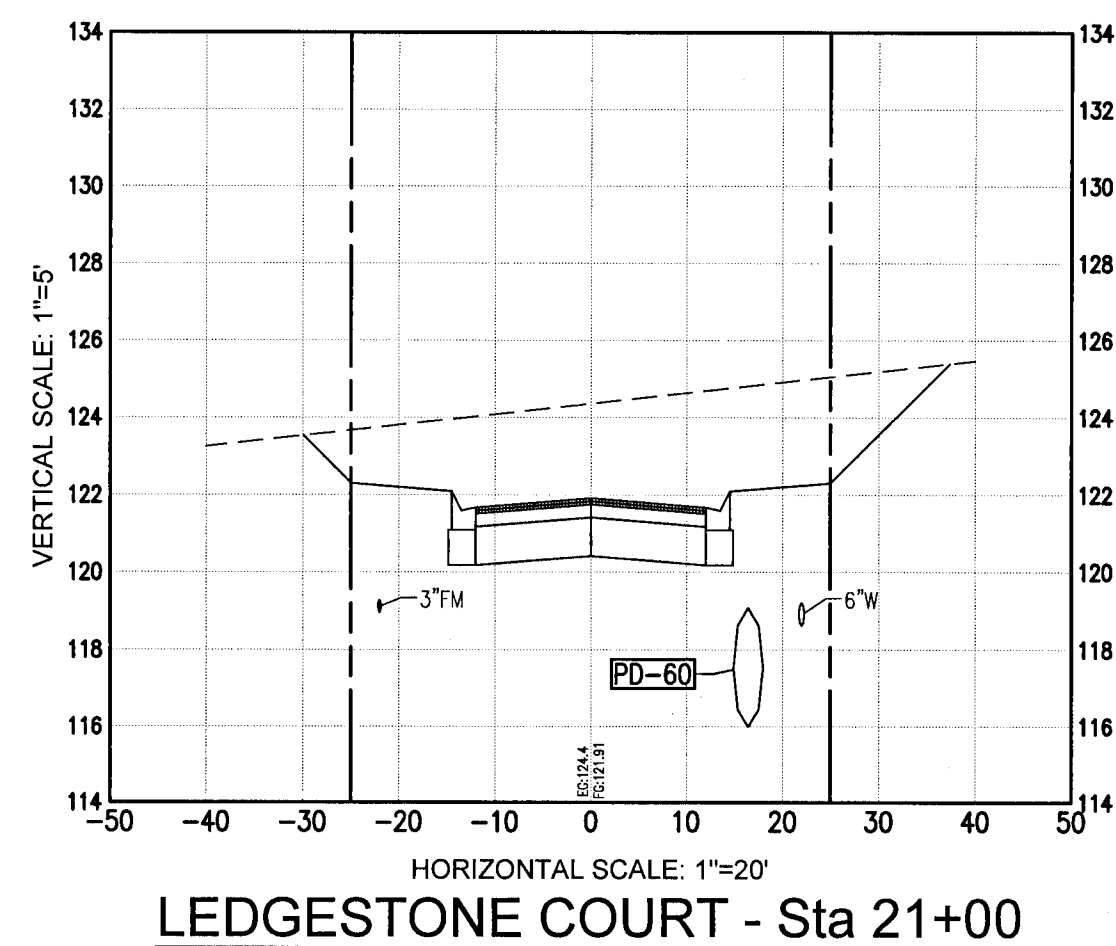 134
132
130
128
126
124
122
120
118
116
114
134
132
130
128
126
124
122
120
118
116
114
VERTICAL SCALE: 1"=5'
3"FM
6"W
PD-60
EG:124.4
FG:121.91
-50 -40 -30 -20 -10 0 10 20 30 40 50
HORIZONTAL SCALE: 1"=20'
LEDGESTONE COURT - Sta 21+00